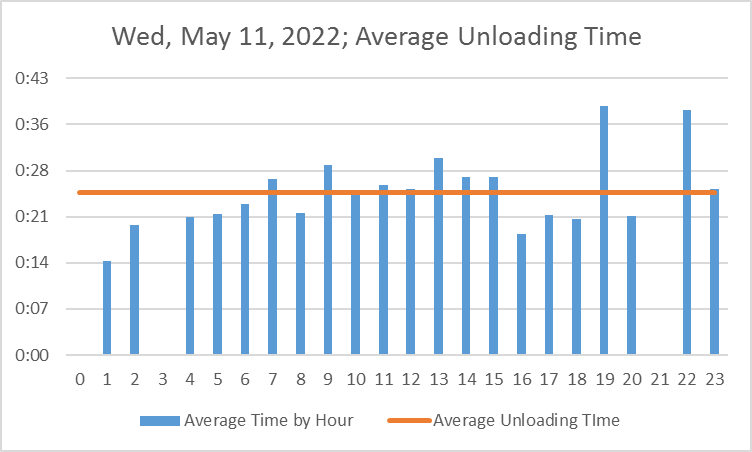 Wed, May 11, 2022; Average Unloading Time
0:43
0:36
0:28
0:21
0:14
0:07
0:00
0 1 2 3 4 5 6 7 8 9 10 11 12 13 14 15 16 17 18 19 20 21 22 23
Average Time by Hour Average Unloading TIme